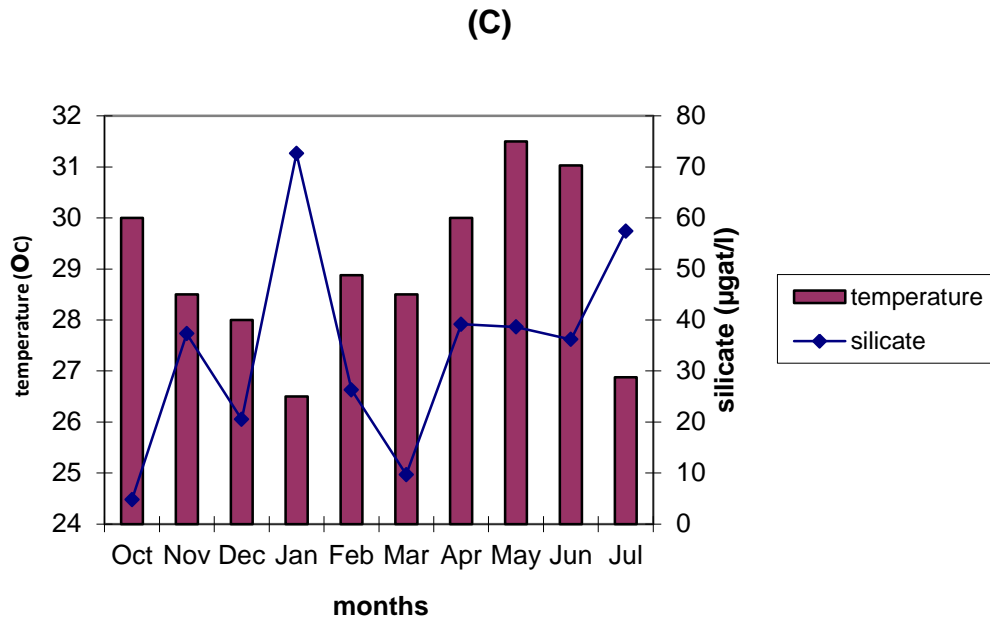 (C)
32
31
30
29
28
27
26
25
24
temperature (Oc)
80
70
60
50
40
30
20
10
0
silicate (µgat/l)
Oct Nov Dec Jan Feb Mar Apr May Jun Jul
months
temperature
silicate